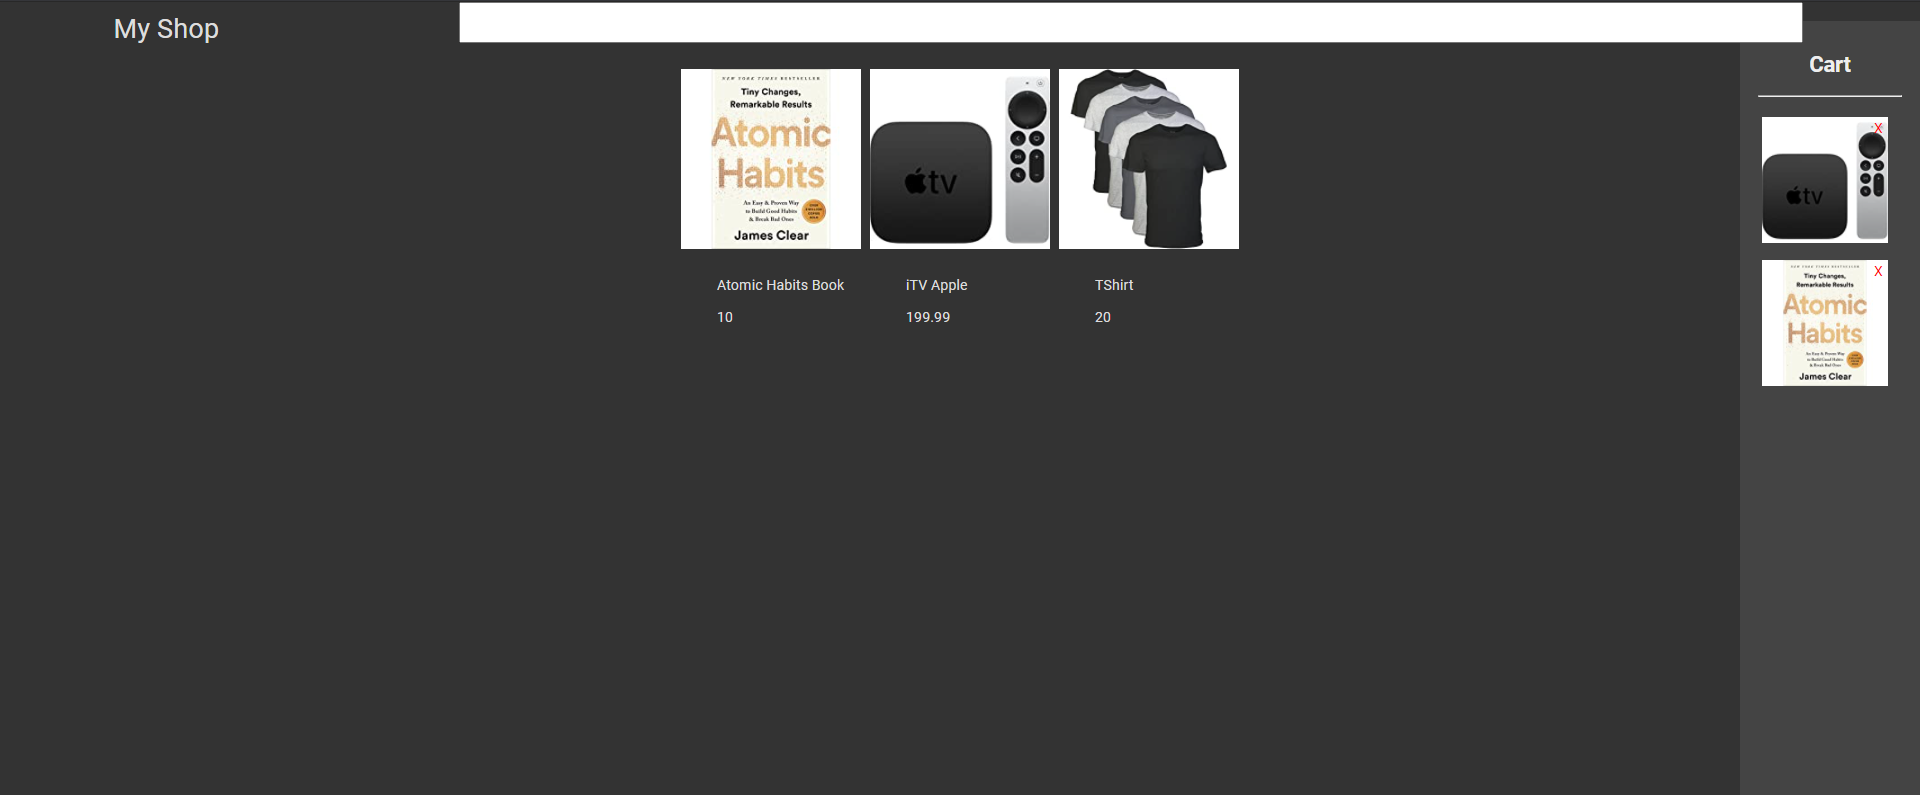 My Shop
NEW YORK TIMES BESTSELLER
Tiny Changes,
Remarkable Results
Atomic
Habits
An Easy & Proven Way
to Build Good Habits
& Break Bad Ones
James Clear
tv
Atomic Habits Book
10
iTV Apple
199.99
TShirt
20
Cart
X
tv
X
NEW YORK TIMES BESTSELLER
Tiny Changes,
Remarkable Results
Atomic
Habits
An Easy & Proven Way
to Build Good Habits
& Break Bad Ones
James Clear